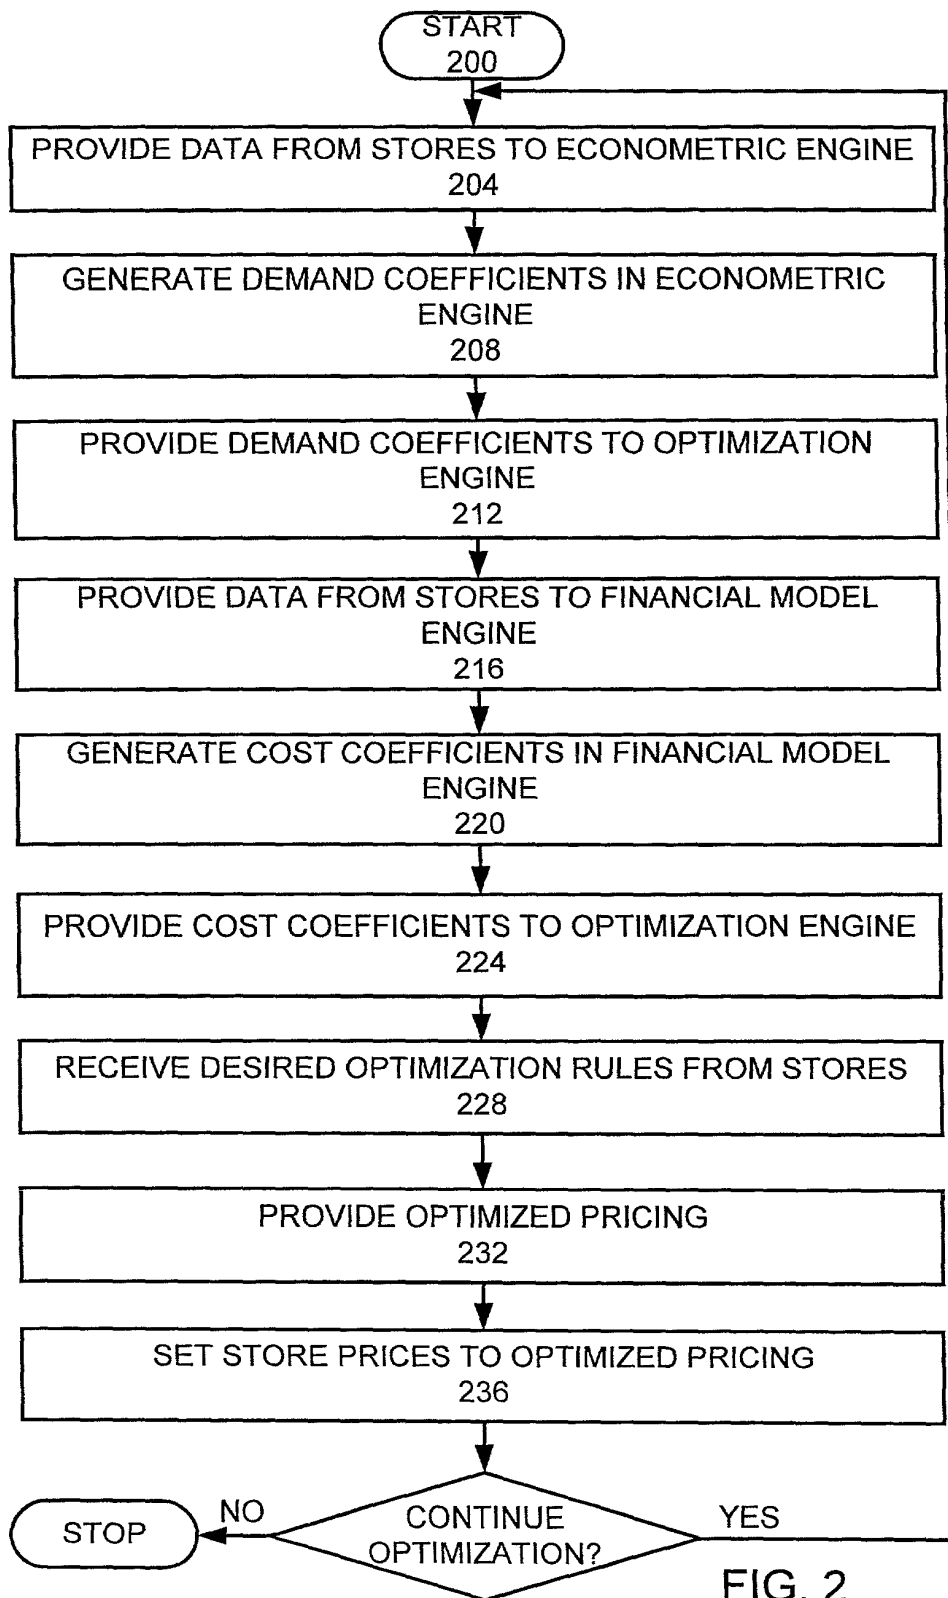 START
200
PROVIDE DATA FROM STORES TO ECONOMETRIC ENGINE
204
GENERATE DEMAND COEFFICIENTS IN ECONOMETRIC
ENGINE
208
PROVIDE DEMAND COEFFICIENTS TO OPTIMIZATION
ENGINE
212
PROVIDE DATA FROM STORES TO FINANCIAL MODEL
ENGINE
216
GENERATE COST COEFFICIENTS IN FINANCIAL MODEL
ENGINE
220
PROVIDE COST COEFFICIENTS TO OPTIMIZATION ENGINE
224
RECEIVE DESIRED OPTIMIZATION RULES FROM STORES
228
PROVIDE OPTIMIZED PRICING
232
SET STORE PRICES TO OPTIMIZED PRICING
236
STOP
NO
CONTINUE
OPTIMIZATION?
YES
FIG. 2